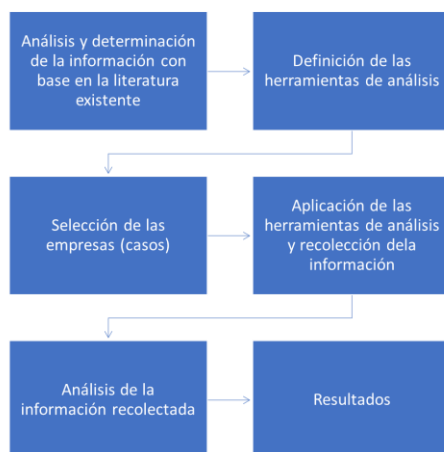 Análisis y determinación
de la información con
base en la literatura
existente
Definición de las
herramientas de análisis
Selección de las
empresas (casos)
Aplicación de las
herramientas de análisis
y recolección dela
información
Análisis de la
información recolectada
Resultados